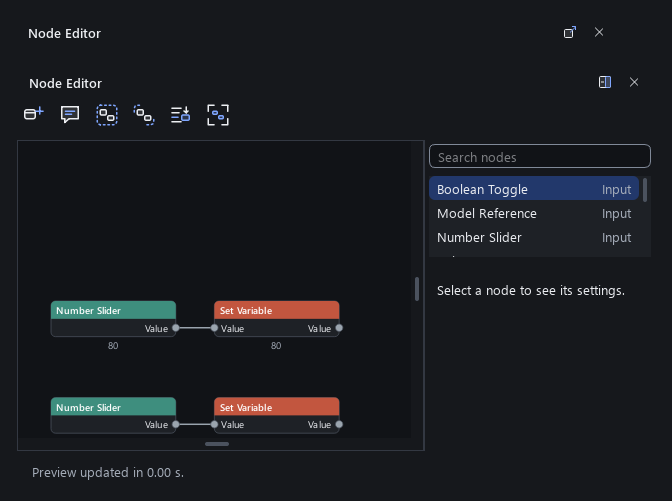 Node Editor
Node Editor
Search nodes
Boolean Toggle Input
Model Reference Input
Number Slider Input
Select a node to see its settings.
Number Slider Set Variable
Value Value Value
80 80
Number Slider Set Variable
Value Value Value
Preview updated in 0.00 s.